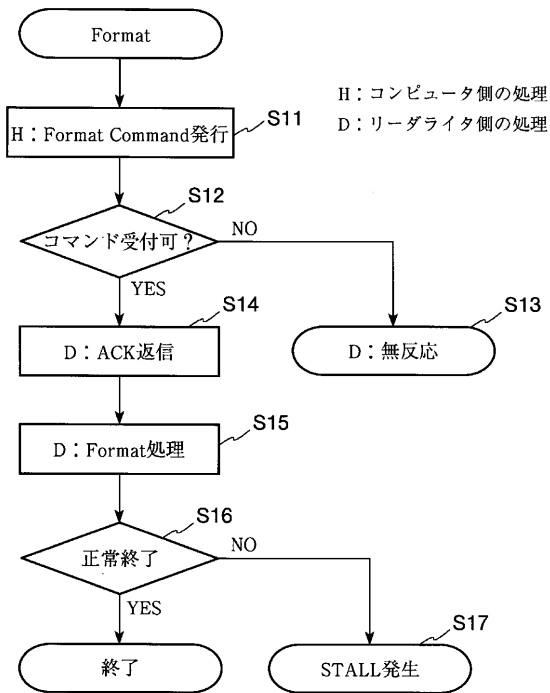 Format
S11
H：コンピュータ側の処理
H：Format Command発行
D：リーダライタ側の処理
S12
コマンド受付可？
NO
YES
S14
S13
D：ACK返信
D：無反応
S15
D：Format処理
S16
正常終了
NO
YES
S17
終了
STALL発生